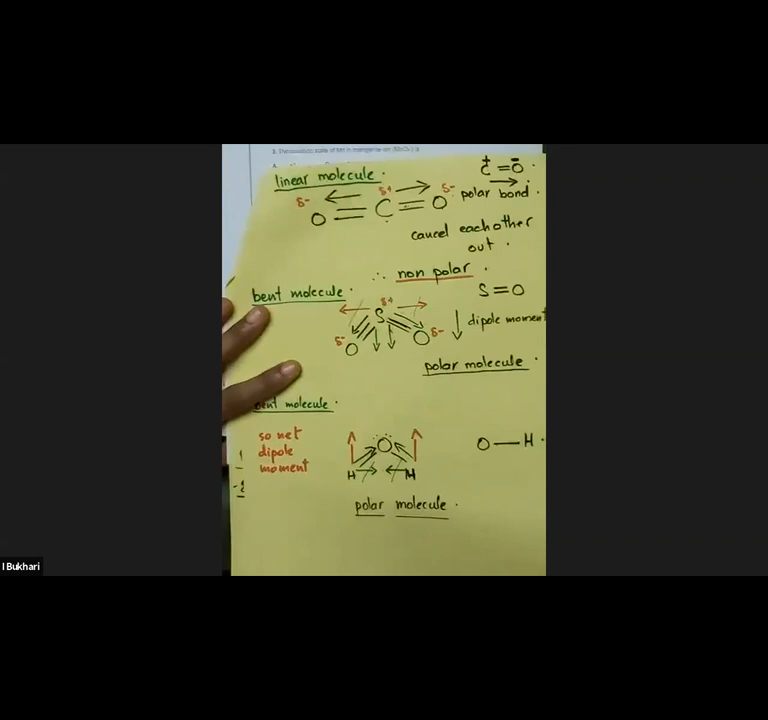 linear molecule.
C = O
polar bond.
δ- δ+ δ-
O = C = O
cancel each other
out.
∴ non polar.
bent molecule.
S = O
δ+
S
δ- O O δ-
dipole moment
polar molecule.
bent molecule.
so net
dipole
moment
O
H H
O — H.
polar molecule.
I Bukhari